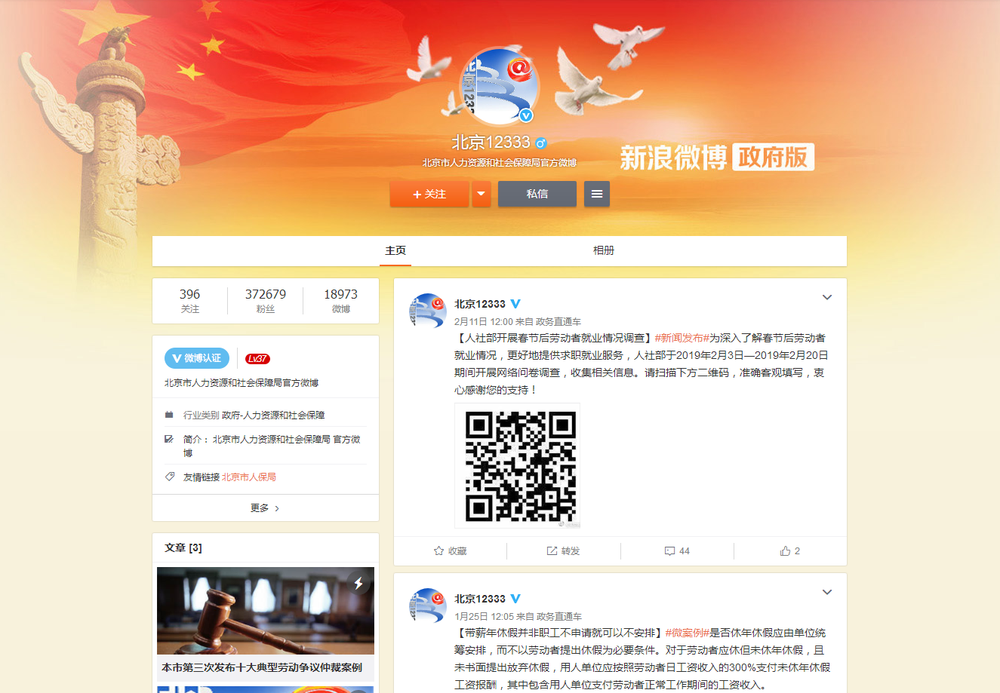 北京12333
北京市人力资源和社会保障局官方微博
新浪微博 政府版
+ 关注
私信
主页
相册
396
关注
372679
粉丝
18973
微博
微博认证
Lv37
北京市人力资源和社会保障局官方微博
行业类别 政府-人力资源和社会保障
简介： 北京市人力资源和社会保障局 官方微
博
友情链接 北京市人保局
更多
文章 [3]
本市第三次发布十大典型劳动争议仲裁案例
北京12333
2月11日 12:00 来自 政务直通车
【人社部开展春节后劳动者就业情况调查】#新闻发布#为深入了解春节后劳动者
就业情况，更好地提供求职就业服务，人社部于2019年2月3日—2019年2月20日
期间开展网络问卷调查，收集相关信息。请扫描下方二维码，准确客观填写，衷
心感谢您的支持！
收藏
转发
44
2
北京12333
1月25日 12:05 来自 政务直通车
【带薪年休假并非职工不申请就可以不安排】#微案例#是否休年休假应由单位统
筹安排，而不以劳动者提出休假为必要条件。对于劳动者应休但未休年休假，且
未书面提出放弃休假，用人单位应按照劳动者日工资收入的300%支付未休年休假
工资报酬，其中包含用人单位支付劳动者正常工作期间的工资收入。